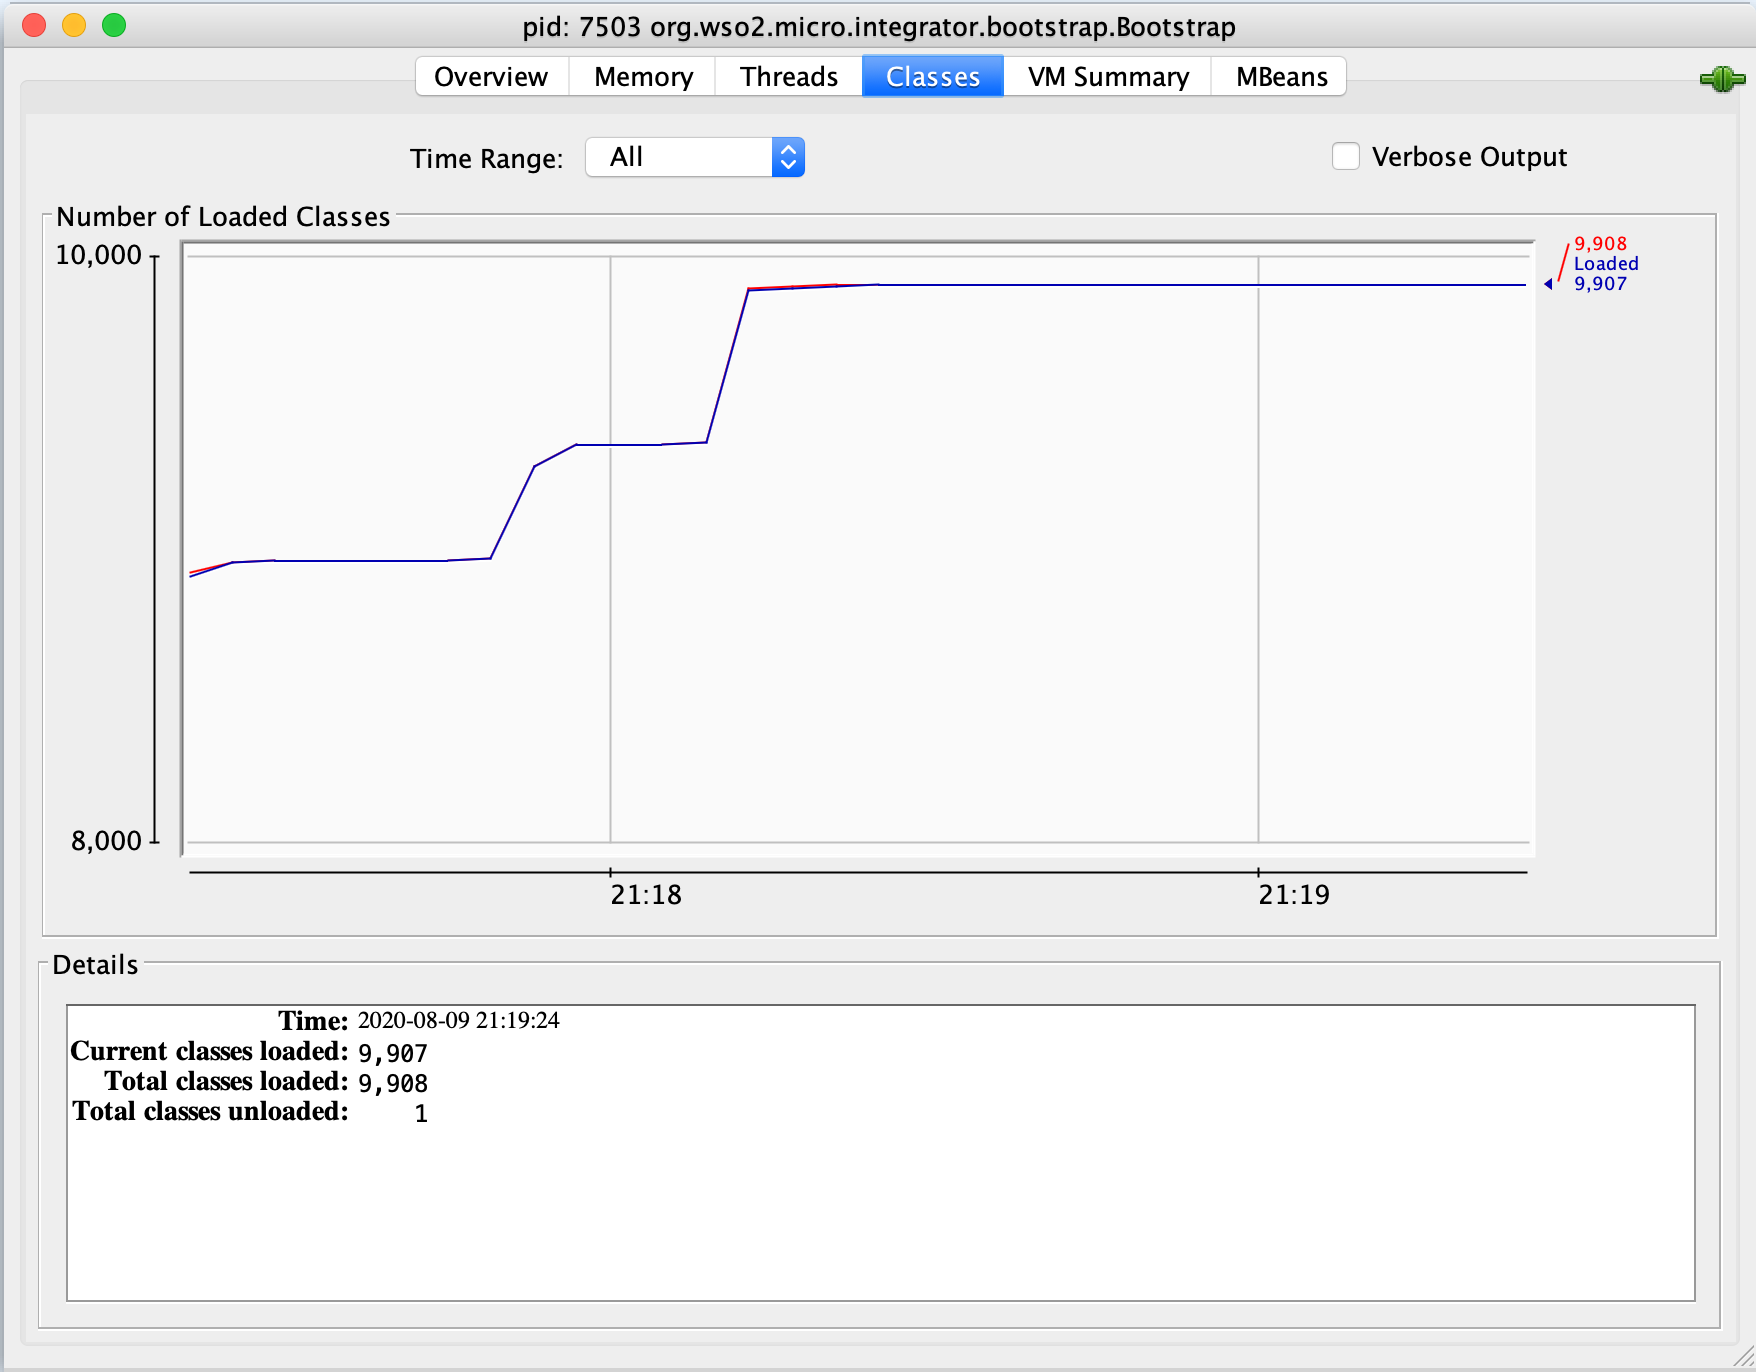 pid: 7503 org.wso2.micro.integrator.bootstrap.Bootstrap
Overview Memory Threads Classes VM Summary MBeans
Time Range: All Verbose Output
Number of Loaded Classes
10,000
9,908
Loaded
9,907
8,000
21:18 21:19
Details
Time: 2020-08-09 21:19:24
Current classes loaded: 9,907
Total classes loaded: 9,908
Total classes unloaded: 1